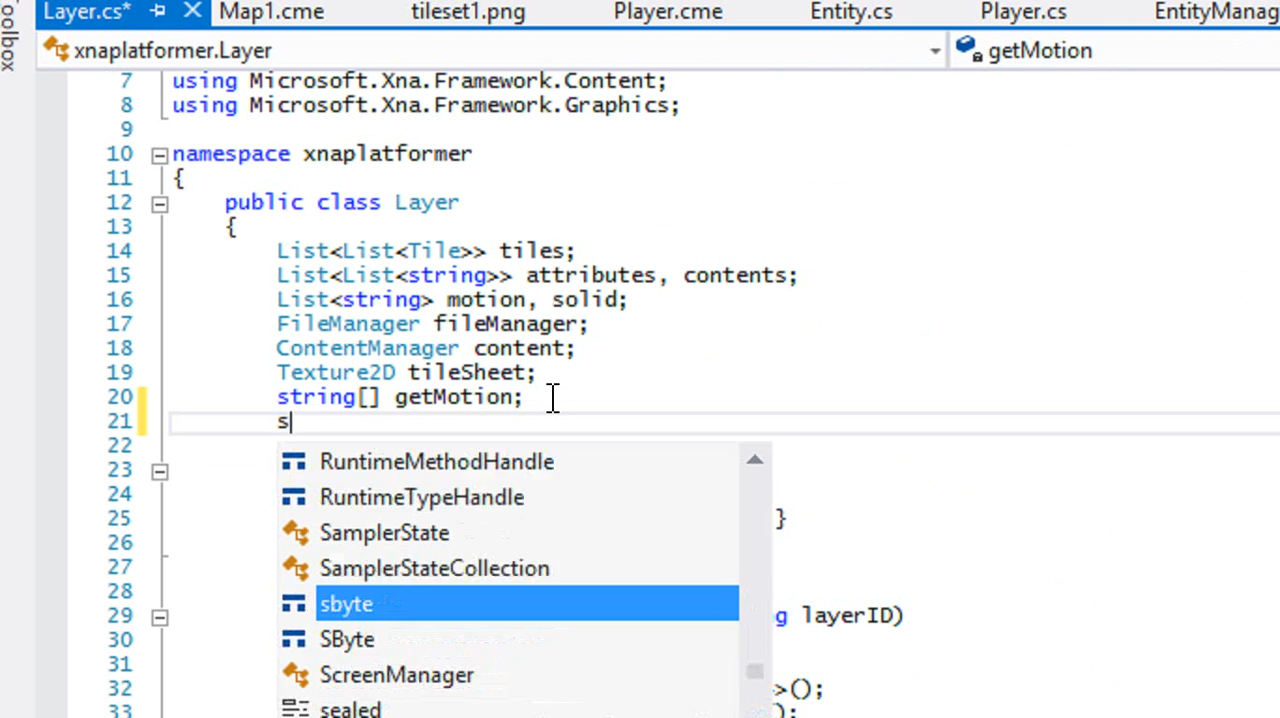 oolbox
Layer.cs* Map1.cme tileset1.png Player.cme Entity.cs Player.cs EntityManag
xnaplatformer.Layer getMotion
7 using Microsoft.Xna.Framework.Content;
8 using Microsoft.Xna.Framework.Graphics;
9
10 namespace xnaplatformer
11 {
12 public class Layer
13 {
14 List<List<Tile>> tiles;
15 List<List<string>> attributes, contents;
16 List<string> motion, solid;
17 FileManager fileManager;
18 ContentManager content;
19 Texture2D tileSheet;
20 string[] getMotion;
21 s
22
23 RuntimeMethodHandle
24 RuntimeTypeHandle
25 SamplerState }
26
27 SamplerStateCollection
28 sbyte
29 g layerID)
30 SByte
31 ScreenManager
32 >();
33 sealed );